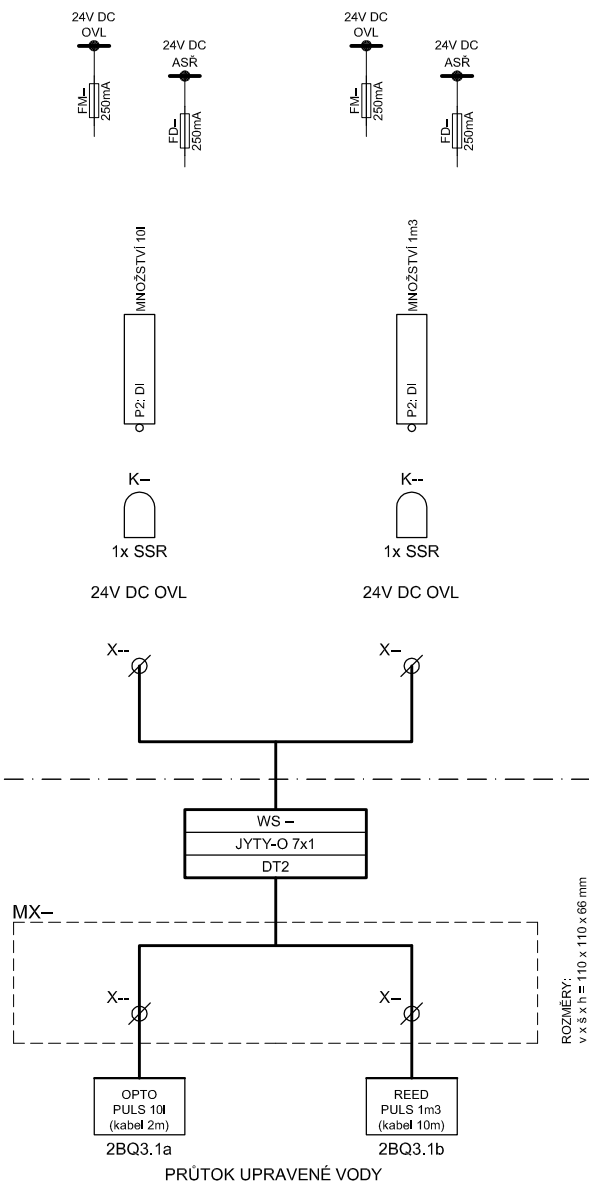 24V DC
OVL
24V DC
ASŘ
24V DC
OVL
24V DC
ASŘ
FM–
250mA
FD–
250mA
FM–
250mA
FD–
250mA
MNOŽSTVÍ 10l
MNOŽSTVÍ 1m3
P2; DI
P2; DI
K–
K--
1x SSR
1x SSR
24V DC OVL
24V DC OVL
X--
X–
WS –
JYTY-O 7x1
DT2
MX–
X--
X–
ROZMĚRY:
v x š x h = 110 x 110 x 66 mm
OPTO
PULS 10l
(kabel 2m)
REED
PULS 1m3
(kabel 10m)
2BQ3.1a
2BQ3.1b
PRŮTOK UPRAVENÉ VODY